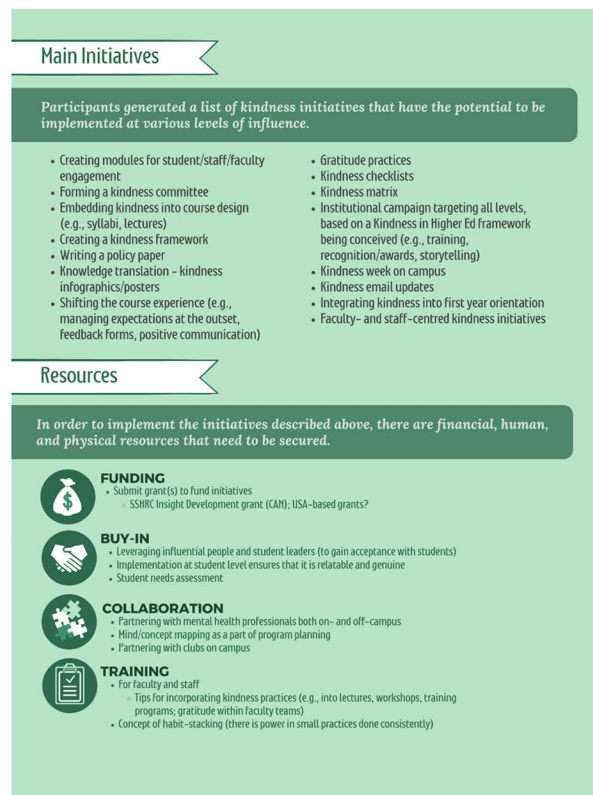 Main Initiatives
Participants generated a list of kindness initiatives that have the potential to be
implemented at various levels of influence.
• Creating modules for student/staff/faculty
engagement
• Forming a kindness committee
• Embedding kindness into course design
(e.g., syllabi, lectures)
• Creating a kindness framework
• Writing a policy paper
• Knowledge translation - kindness
infographics/posters
• Shifting the course experience (e.g.,
managing expectations at the outset,
feedback forms, positive communication)
• Gratitude practices
• Kindness checklists
• Kindness matrix
• Institutional campaign targeting all levels,
based on a Kindness in Higher Ed framework
being conceived (e.g., training,
recognition/awards, storytelling)
• Kindness week on campus
• Kindness email updates
• Integrating kindness into first year orientation
• Faculty- and staff-centred kindness initiatives
Resources
In order to implement the initiatives described above, there are financial, human,
and physical resources that need to be secured.
$
FUNDING
• Submit grant(s) to fund initiatives
◦ SSHRC Insight Development grant (CAN); USA-based grants?
BUY-IN
• Leveraging influential people and student leaders (to gain acceptance with students)
• Implementation at student level ensures that it is relatable and genuine
• Student needs assessment
COLLABORATION
• Partnering with mental health professionals both on- and off-campus
• Mind/concept mapping as a part of program planning
• Partnering with clubs on campus
TRAINING
• For faculty and staff
◦ Tips for incorporating kindness practices (e.g., into lectures, workshops, training
programs; gratitude within faculty teams)
• Concept of habit-stacking (there is power in small practices done consistently)